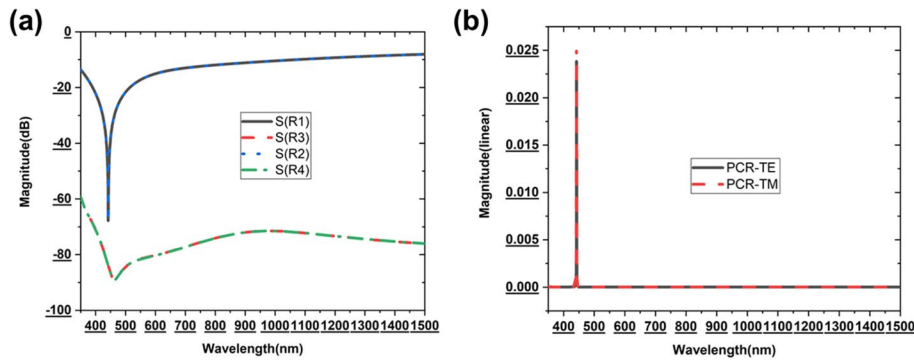 (a)
0
-20
-40
-60
-80
-100
Magnitude(dB)
S(R1)
S(R3)
S(R2)
S(R4)
400 500 600 700 800 900 1000 1100 1200 1300 1400 1500
Wavelength(nm)
(b)
0.025
0.020
0.015
0.010
0.005
0.000
Magnitude(linear)
PCR-TE
PCR-TM
400 500 600 700 800 900 1000 1100 1200 1300 1400 1500
Wavelength(nm)